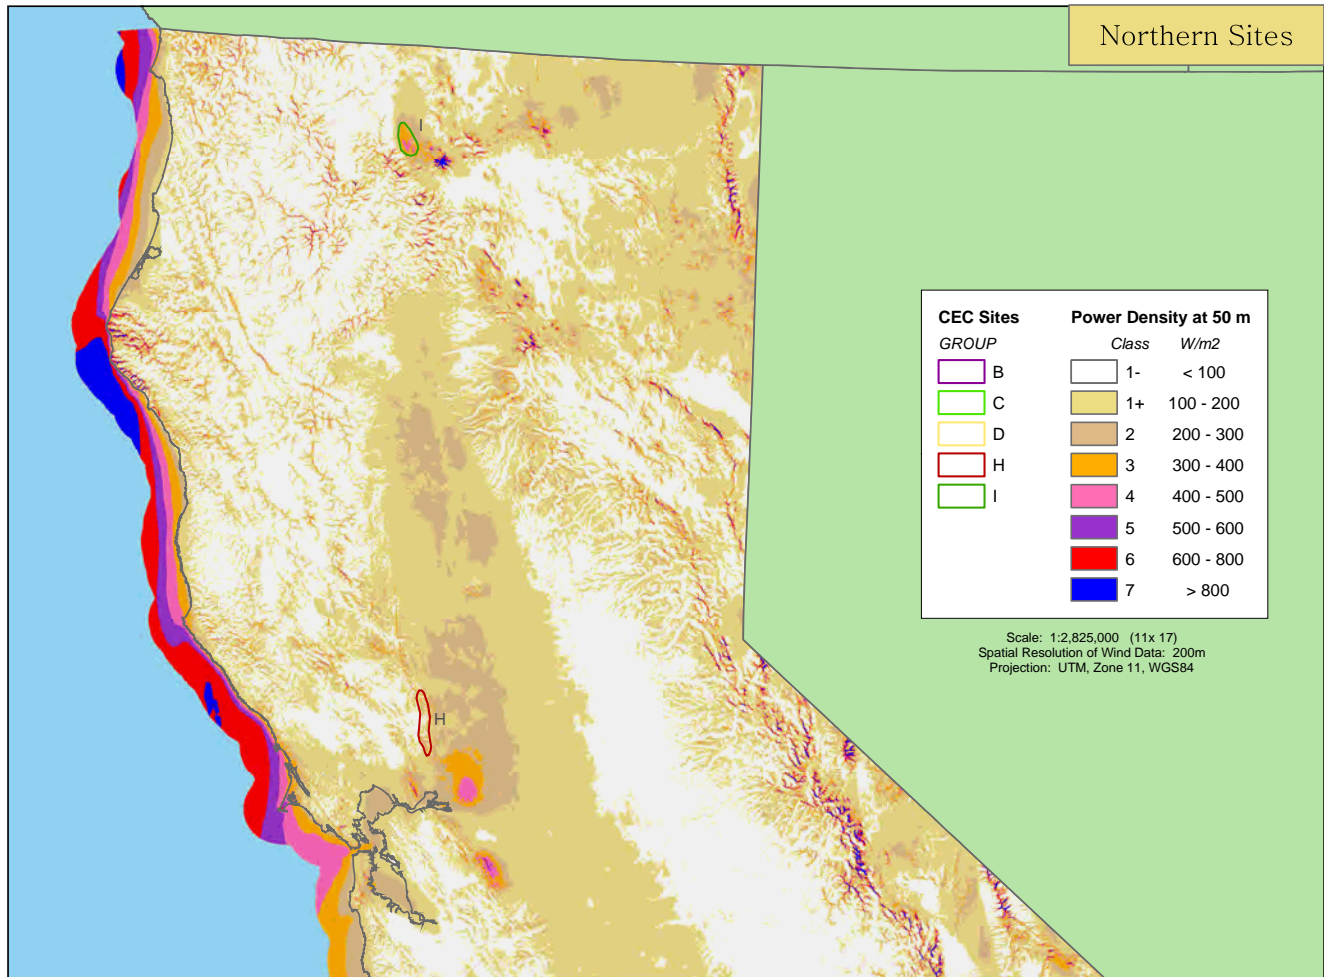 Northern Sites
I
H
CEC Sites
GROUP
B
C
D
H
I
Power Density at 50 m
Class W/m2
1- < 100
1+ 100 - 200
2 200 - 300
3 300 - 400
4 400 - 500
5 500 - 600
6 600 - 800
7 > 800
Scale: 1:2,825,000 (11x 17)
Spatial Resolution of Wind Data: 200m
Projection: UTM, Zone 11, WGS84